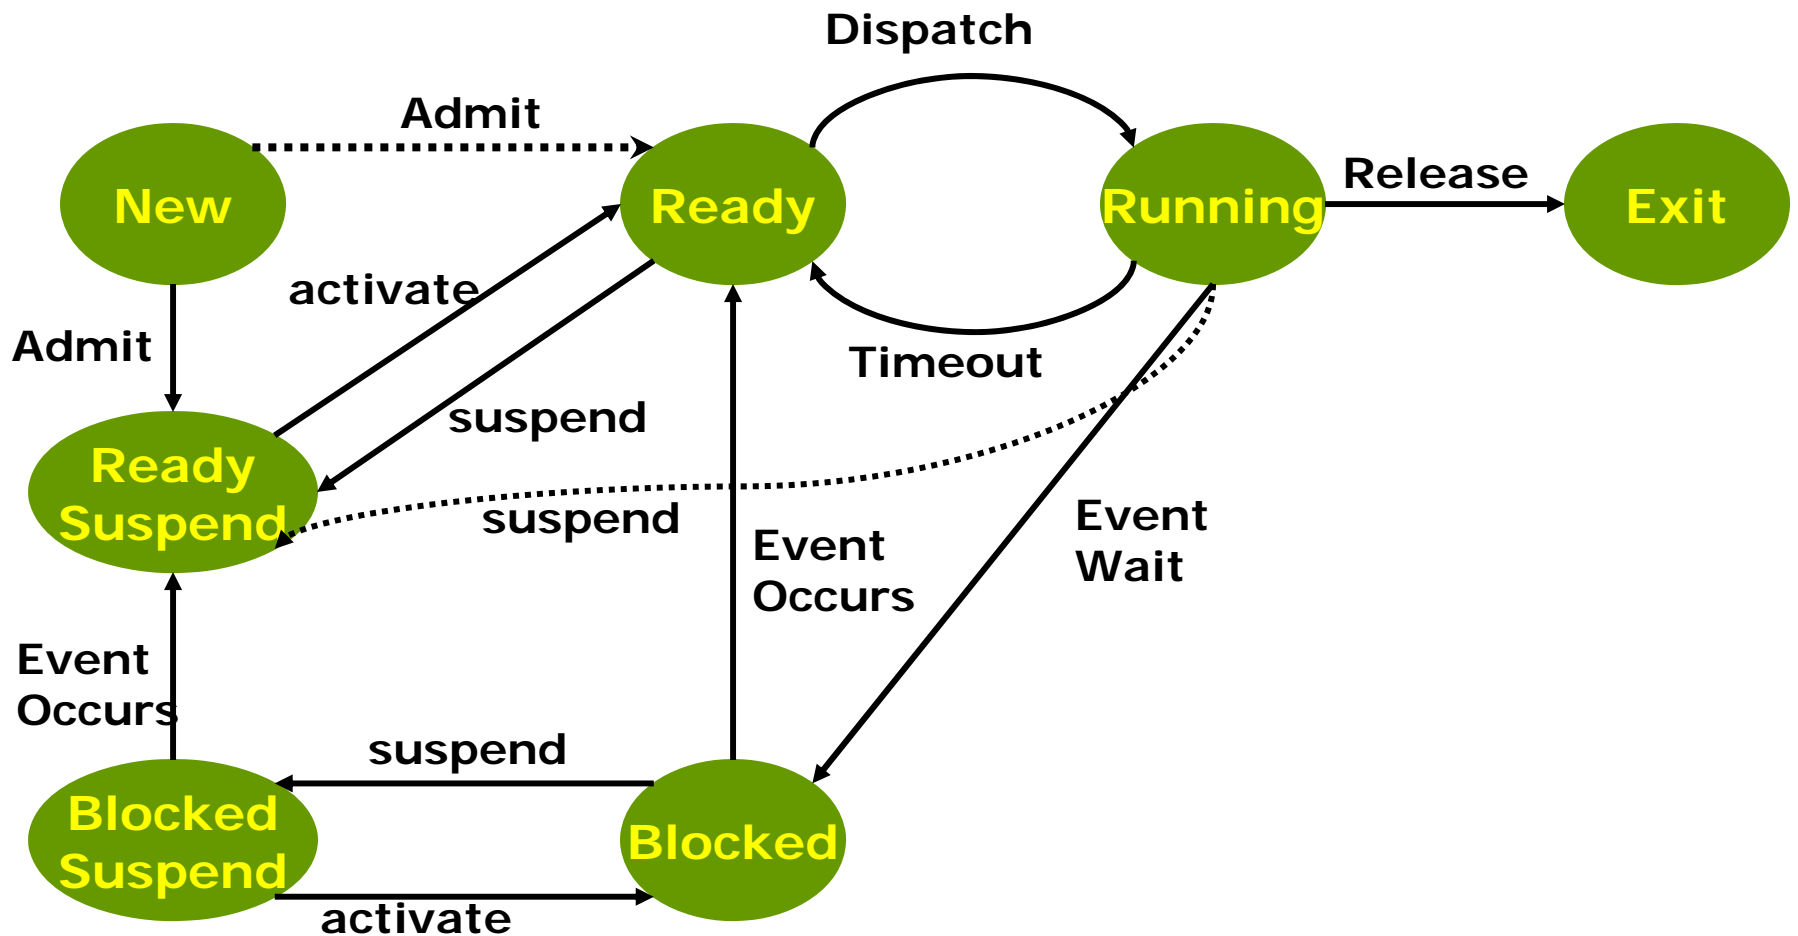 Dispatch
Admit
New
Ready
Running
Release
Exit
activate
Admit
Timeout
suspend
Ready
Suspend
suspend
Event
Wait
Event
Occurs
Event
Occurs
suspend
Blocked
Suspend
Blocked
activate